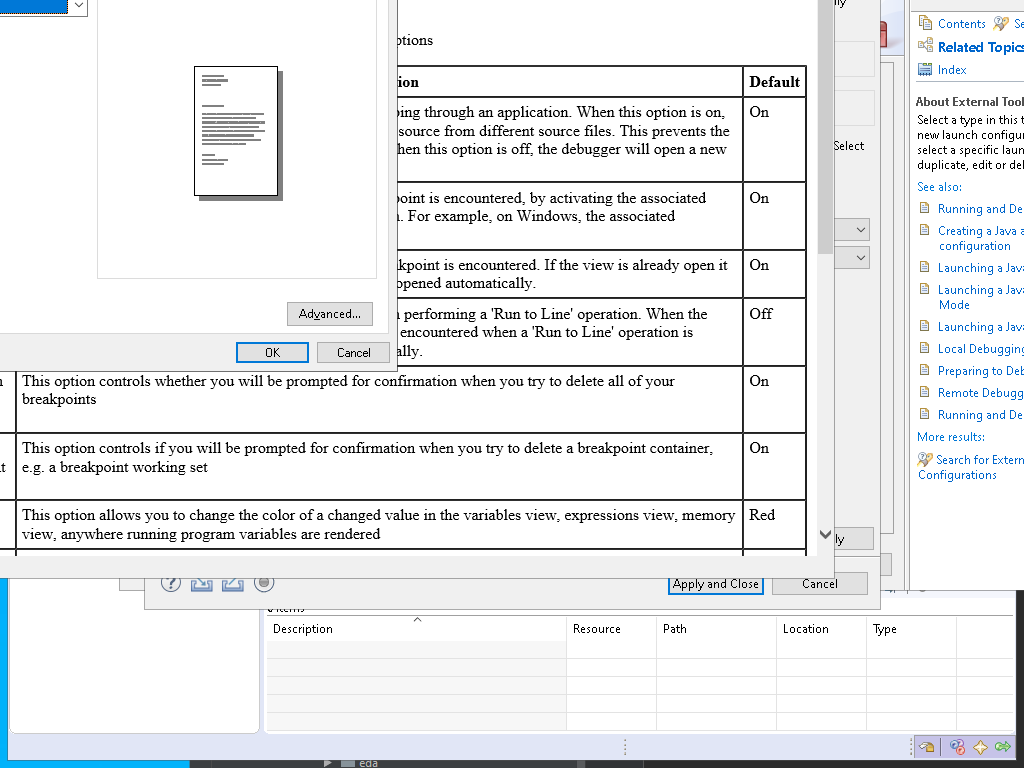 ptions
Default
ping through an application. When this option is on,
source from different source files. This prevents the
when this option is off, the debugger will open a new
On
point is encountered, by activating the associated
. For example, on Windows, the associated
On
kpoint is encountered. If the view is already open it
opened automatically.
On
performing a 'Run to Line' operation. When the
encountered when a 'Run to Line' operation is
ally.
Off
Advanced...
OK
Cancel
This option controls whether you will be prompted for confirmation when you try to delete all of your
breakpoints
On
This option controls if you will be prompted for confirmation when you try to delete a breakpoint container,
e.g. a breakpoint working set
On
This option allows you to change the color of a changed value in the variables view, expressions view, memory
view, anywhere running program variables are rendered
Red
Select
Apply and Close
Cancel
Contents
Se
Related Topics
Index
About External Tool
Select a type in this t
new launch configur
select a specific laun
duplicate, edit or del
See also:
Running and De
Creating a Java a
configuration
Launching a Java
Launching a Java
Mode
Launching a Java
Local Debugging
Preparing to Deb
Remote Debugg
Running and De
More results:
Search for Extern
Configurations
items
Description
Resource
Path
Location
Type
eda